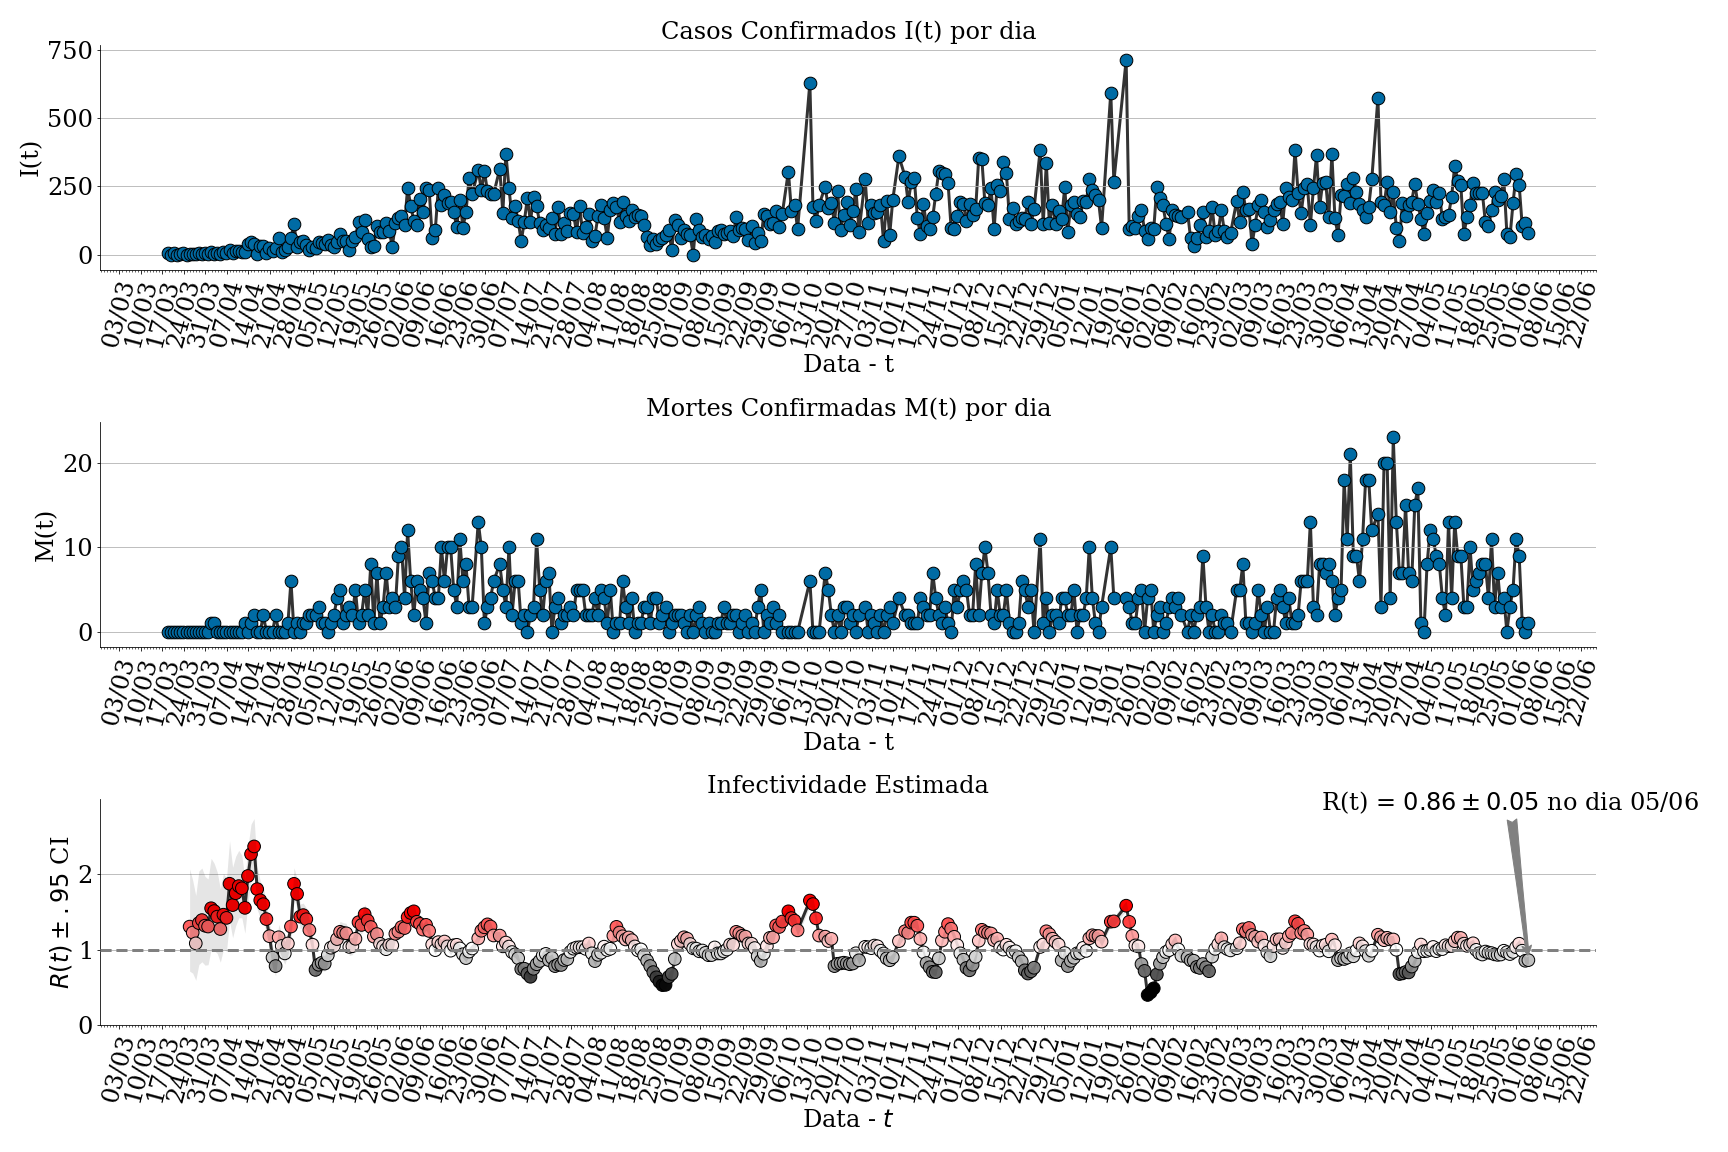 Casos Confirmados I(t) por dia
750
500
250
0
I(t)
03/03 10/03 17/03 24/03 31/03 07/04 14/04 21/04 28/04 05/05 12/05 19/05 26/05 02/06 09/06 16/06 23/06 30/06 07/07 14/07 21/07 28/07 04/08 11/08 18/08 25/08 01/09 08/09 15/09 22/09 29/09 06/10 13/10 20/10 27/10 03/11 10/11 17/11 24/11 01/12 08/12 15/12 22/12 29/12 05/01 12/01 19/01 26/01 02/02 09/02 16/02 23/02 02/03 09/03 16/03 23/03 30/03 06/04 13/04 20/04 27/04 04/05 11/05 18/05 25/05 01/06 08/06 15/06 22/06
Data - t
Mortes Confirmadas M(t) por dia
20
10
0
M(t)
03/03 10/03 17/03 24/03 31/03 07/04 14/04 21/04 28/04 05/05 12/05 19/05 26/05 02/06 09/06 16/06 23/06 30/06 07/07 14/07 21/07 28/07 04/08 11/08 18/08 25/08 01/09 08/09 15/09 22/09 29/09 06/10 13/10 20/10 27/10 03/11 10/11 17/11 24/11 01/12 08/12 15/12 22/12 29/12 05/01 12/01 19/01 26/01 02/02 09/02 16/02 23/02 02/03 09/03 16/03 23/03 30/03 06/04 13/04 20/04 27/04 04/05 11/05 18/05 25/05 01/06 08/06 15/06 22/06
Data - t
Infectividade Estimada
R(t) = 0.86 ± 0.05 no dia 05/06
2
1
0
R(t) ± .95 CI
03/03 10/03 17/03 24/03 31/03 07/04 14/04 21/04 28/04 05/05 12/05 19/05 26/05 02/06 09/06 16/06 23/06 30/06 07/07 14/07 21/07 28/07 04/08 11/08 18/08 25/08 01/09 08/09 15/09 22/09 29/09 06/10 13/10 20/10 27/10 03/11 10/11 17/11 24/11 01/12 08/12 15/12 22/12 29/12 05/01 12/01 19/01 26/01 02/02 09/02 16/02 23/02 02/03 09/03 16/03 23/03 30/03 06/04 13/04 20/04 27/04 04/05 11/05 18/05 25/05 01/06 08/06 15/06 22/06
Data - t